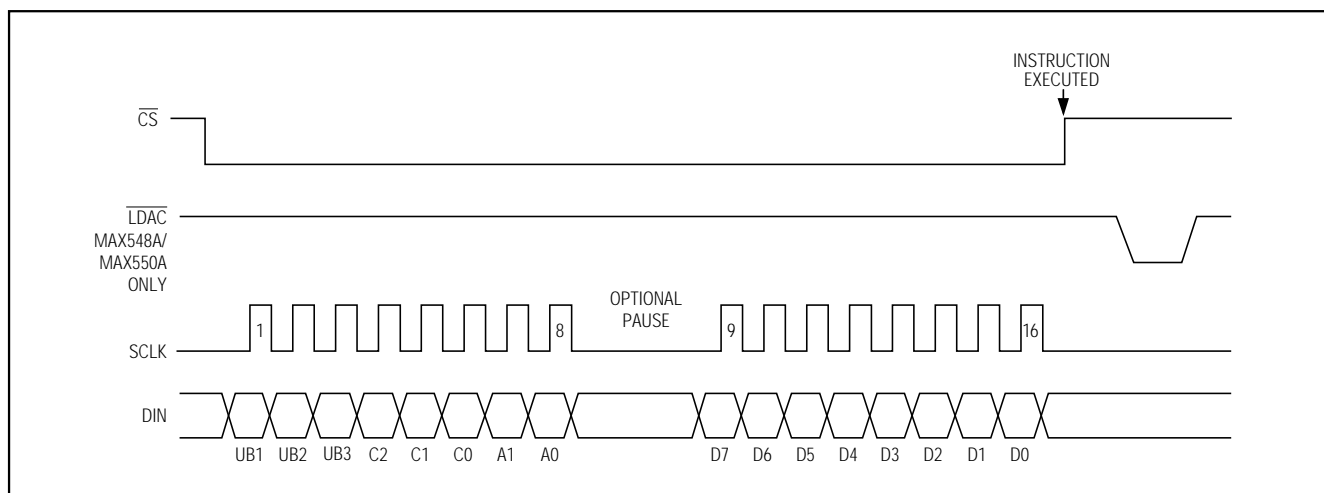 INSTRUCTION
EXECUTED
CS
LDAC
MAX548A/
MAX550A
ONLY
OPTIONAL
PAUSE
1 8 9 16
SCLK
DIN
UB1 UB2 UB3 C2 C1 C0 A1 A0 D7 D6 D5 D4 D3 D2 D1 D0